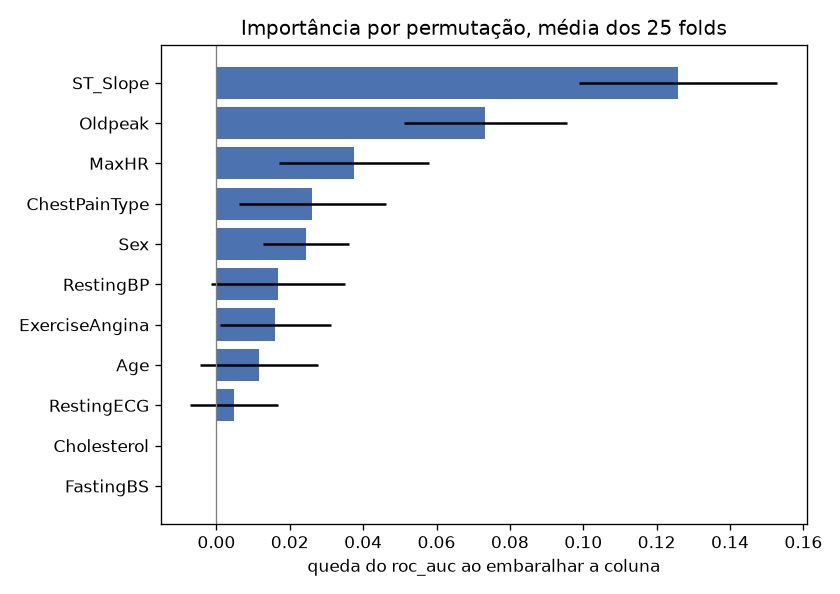 Importância por permutação, média dos 25 folds
ST_Slope
Oldpeak
MaxHR
ChestPainType
Sex
RestingBP
ExerciseAngina
Age
RestingECG
Cholesterol
FastingBS
0.00 0.02 0.04 0.06 0.08 0.10 0.12 0.14 0.16
queda do roc_auc ao embaralhar a coluna